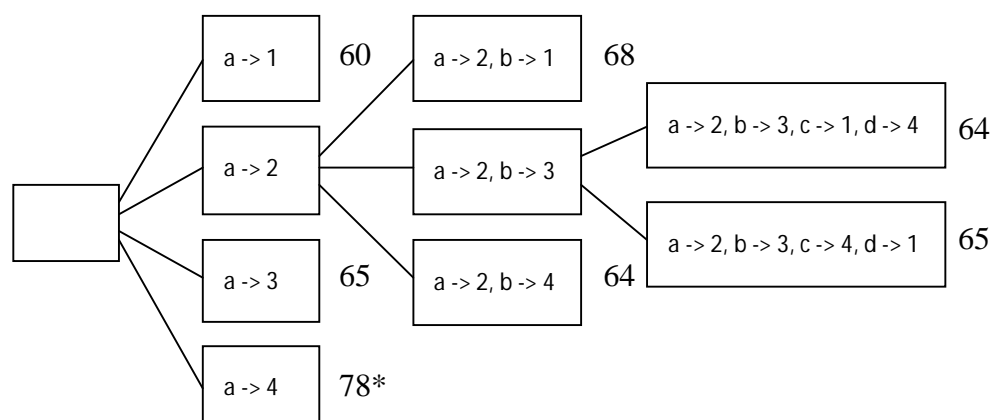 a -> 1 60
a -> 2, b -> 1 68
a -> 2, b -> 3, c -> 1, d -> 4 64
a -> 2
a -> 2, b -> 3
a -> 2, b -> 3, c -> 4, d -> 1 65
a -> 3 65
a -> 2, b -> 4 64
a -> 4 78*